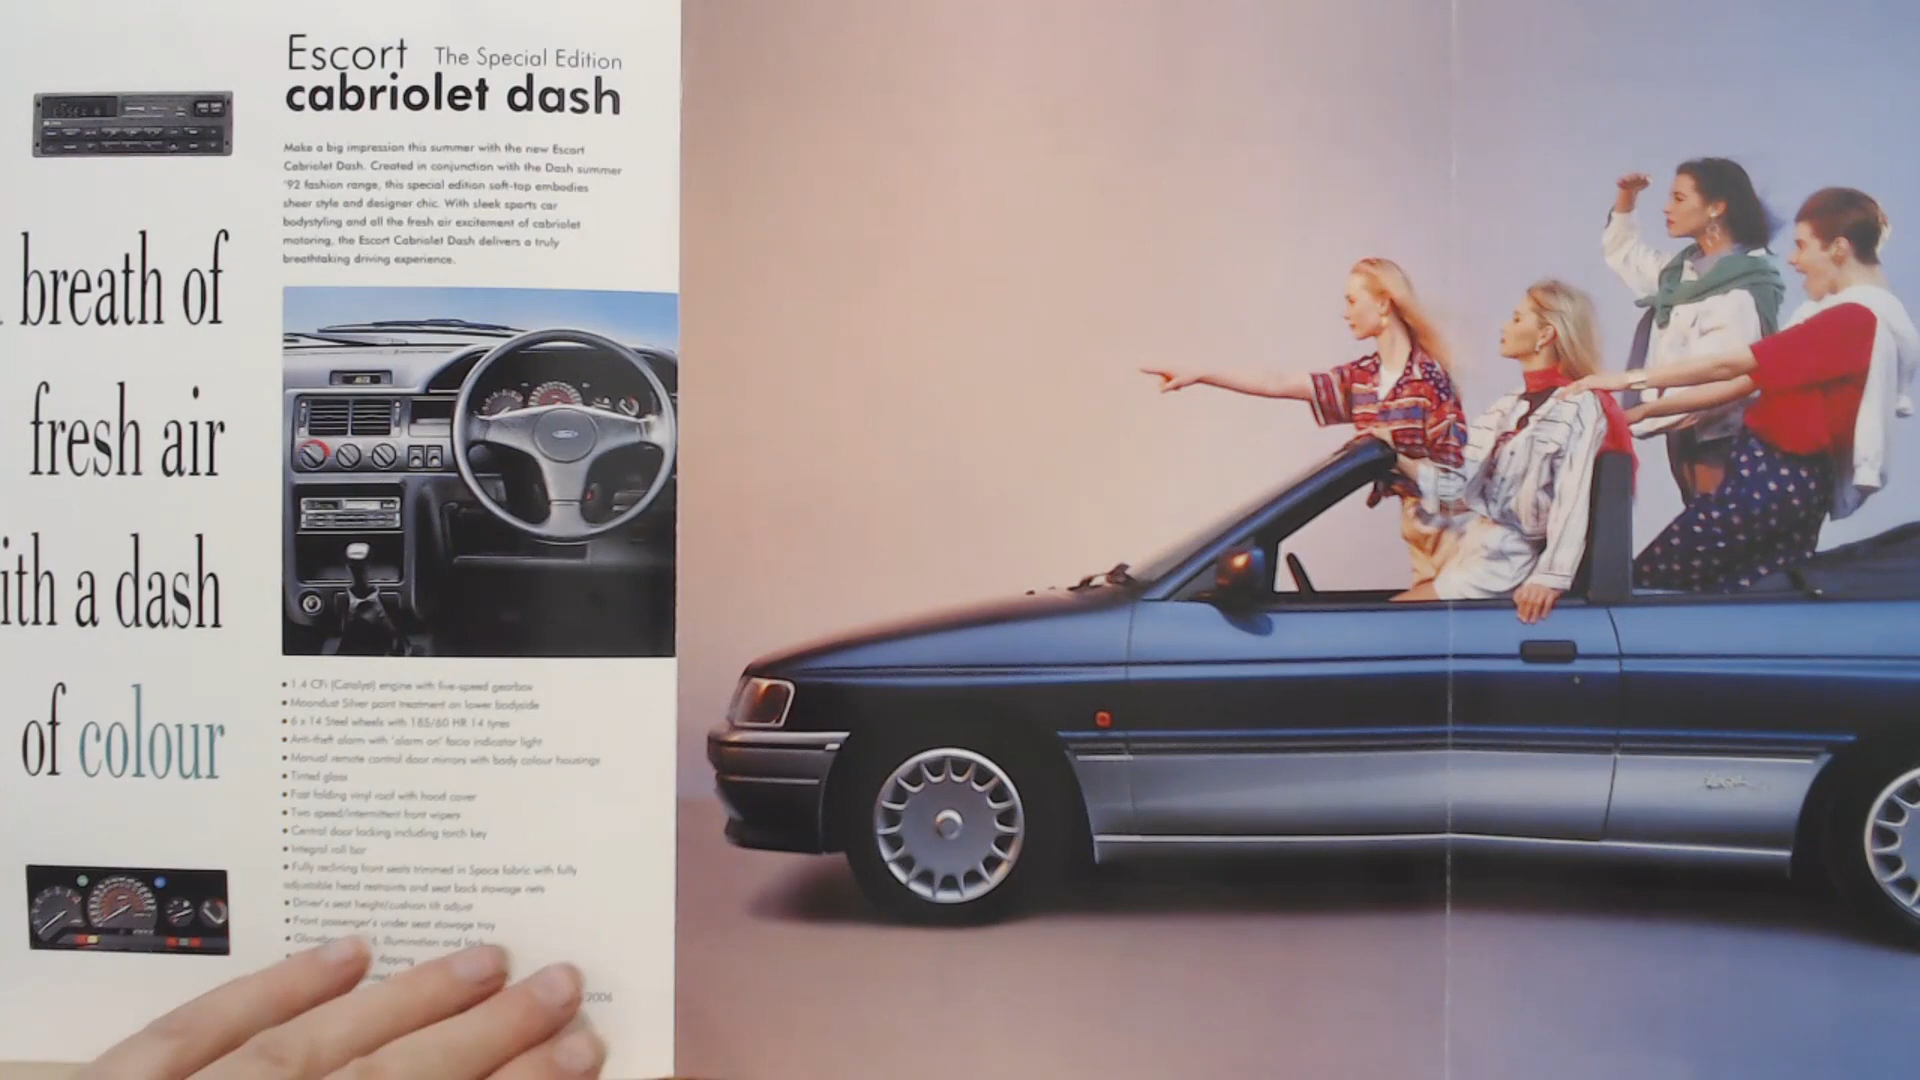 breath of
fresh air
ith a dash
of colour
Escort The Special Edition
cabriolet dash
Make a big impression this summer with the new Escort
Cabriolet Dash. Created in conjunction with the Dash summer
'92 fashion range, this special edition soft-top embodies
sheer style and designer chic. With sleek sports car
bodystyling and all the fresh air excitement of cabriolet
motoring, the Escort Cabriolet Dash delivers a truly
breathtaking driving experience.
• 1.4 CFi (Catalyst) engine with five-speed gearbox
• Moondust Silver paint treatment on lower bodyside
• 6 x 14 Steel wheels with 185/60 HR 14 tyres
• Anti-theft alarm with 'alarm on' facia indicator light
• Manual remote control door mirrors with body colour housings
• Tinted glass
• Fast folding vinyl roof with hood cover
• Two speed/intermittent front wipers
• Central door locking including torch key
• Integral roll bar
• Fully reclining front seats trimmed in Space fabric with fully
adjustable head restraints and seat back stowage nets
• Driver's seat height/cushion tilt adjust
• Front passenger's under seat stowage tray
illumination and
dipping
2006